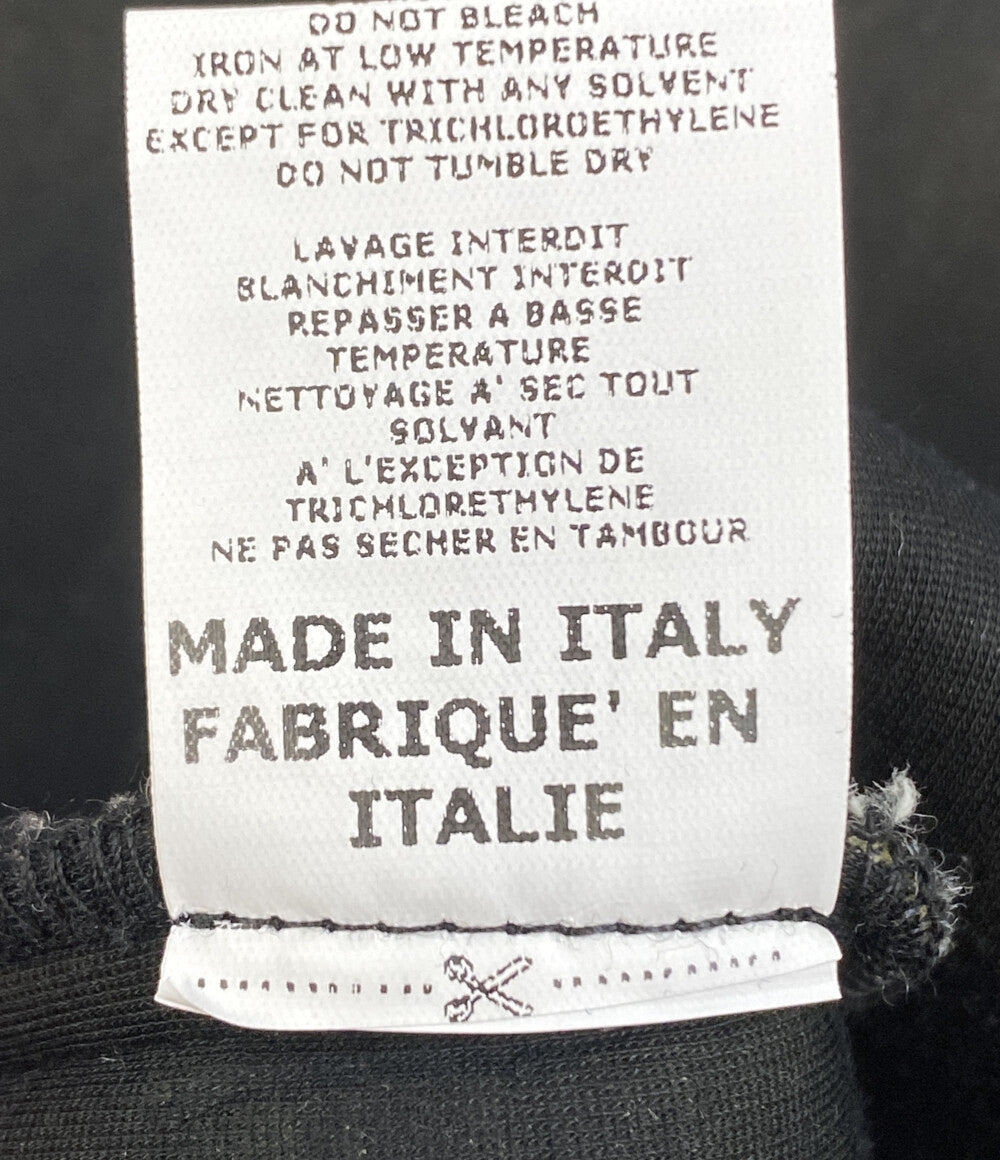 DO NOT BLEACH
IRON AT LOW TEMPERATURE
DRY CLEAN WITH ANY SOLVENT
EXCEPT FOR TRICHLOROETHYLENE
DO NOT TUMBLE DRY
LAVAGE INTERDIT
BLANCHIMENT INTERDIT
REPASSER A BASSE
TEMPERATURE
NETTOYAGE A' SEC TOUT
SOLVANT
A' L'EXCEPTION DE
TRICHLORETHYLENE
NE PAS SECHER EN TAMBOUR
MADE IN ITALY
FABRIQUE' EN
ITALIE